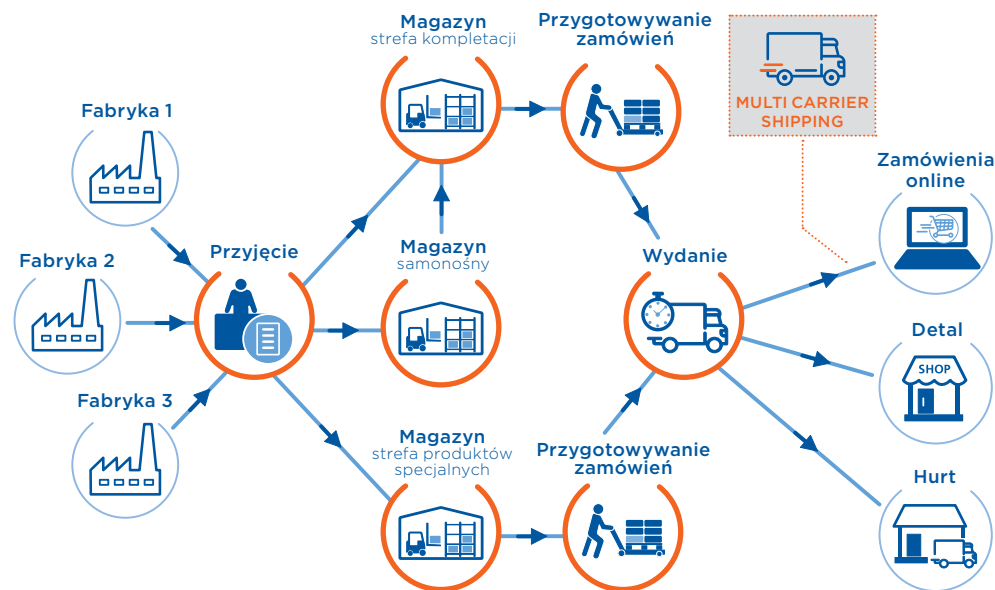 Fabryka 1
Fabryka 2
Fabryka 3
Przyjęcie
Magazyn
strefa kompletacji
Magazyn
samonośny
Magazyn
strefa produktów
specjalnych
Przygotowywanie
zamówień
Przygotowywanie
zamówień
Wydanie
MULTI CARRIER
SHIPPING
Zamówienia
online
Detal
SHOP
Hurt